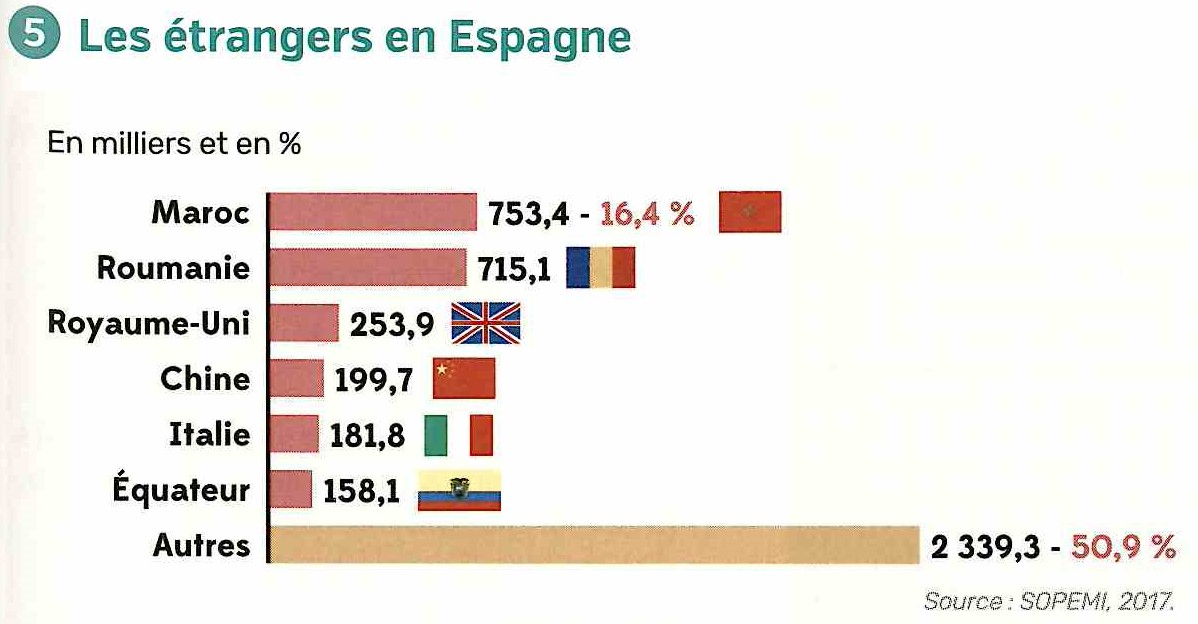 5 Les étrangers en Espagne
En milliers et en %
Maroc 753,4 - 16,4 %
Roumanie 715,1
Royaume-Uni 253,9
Chine 199,7
Italie 181,8
Équateur 158,1
Autres 2 339,3 - 50,9 %
Source : SOPEMI, 2017.